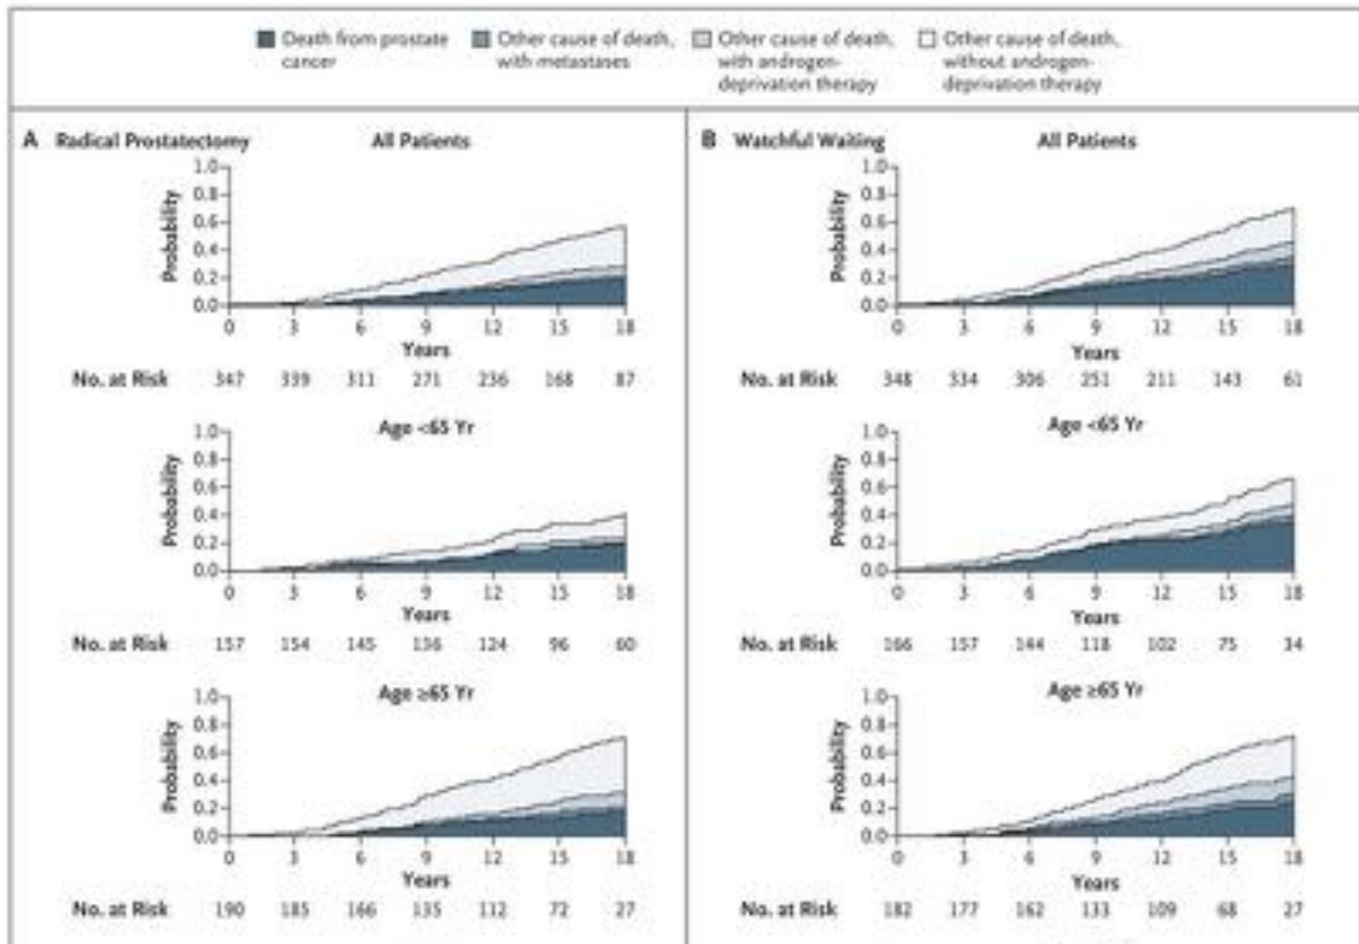 Death from prostate cancer
Other cause of death, with metastases
Other cause of death, with androgen-deprivation therapy
Other cause of death, without androgen-deprivation therapy
A Radical Prostatectomy
All Patients
Probability
1.0
0.8
0.6
0.4
0.2
0.0
0 3 6 9 12 15 18
Years
No. at Risk 347 339 311 271 236 168 87
Age <65 Yr
Probability
1.0
0.8
0.6
0.4
0.2
0.0
0 3 6 9 12 15 18
Years
No. at Risk 157 154 145 136 124 96 60
Age ≥65 Yr
Probability
1.0
0.8
0.6
0.4
0.2
0.0
0 3 6 9 12 15 18
Years
No. at Risk 190 185 166 135 112 72 27
B Watchful Waiting
All Patients
Probability
1.0
0.8
0.6
0.4
0.2
0.0
0 3 6 9 12 15 18
Years
No. at Risk 348 334 306 251 211 143 61
Age <65 Yr
Probability
1.0
0.8
0.6
0.4
0.2
0.0
0 3 6 9 12 15 18
Years
No. at Risk 166 157 144 118 102 75 34
Age ≥65 Yr
Probability
1.0
0.8
0.6
0.4
0.2
0.0
0 3 6 9 12 15 18
Years
No. at Risk 182 177 162 133 109 68 27